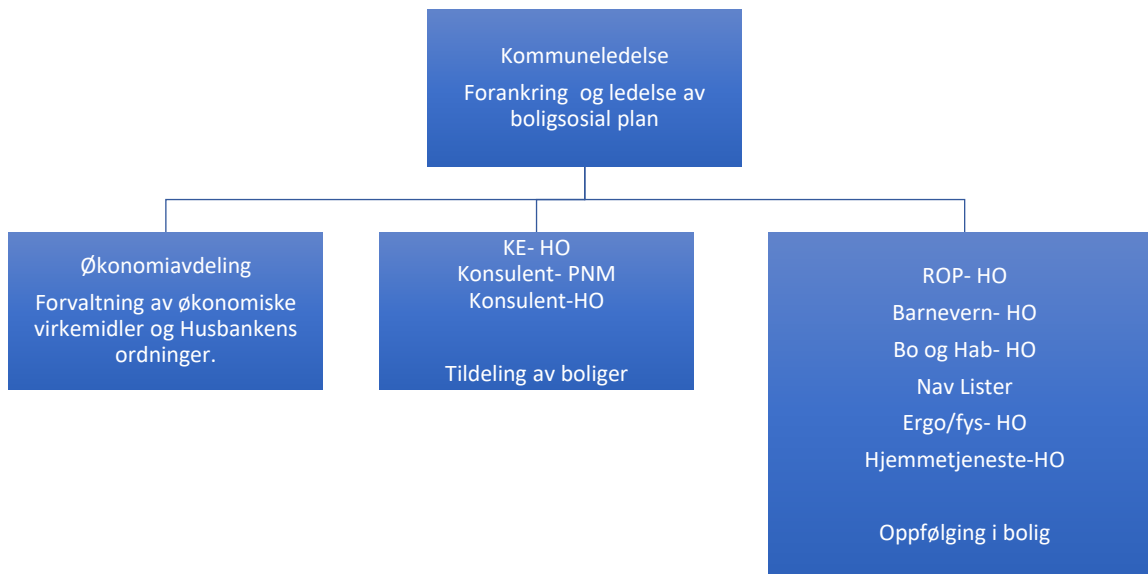 Kommuneledelse
Forankring og ledelse av
boligsosial plan
Økonomiavdeling
Forvaltning av økonomiske
virkemidler og Husbankens
ordninger.
KE- HO
Konsulent- PNM
Konsulent-HO
Tildeling av boliger
ROP- HO
Barnevern- HO
Bo og Hab- HO
Nav Lister
Ergo/fys- HO
Hjemmetjeneste-HO
Oppfølging i bolig